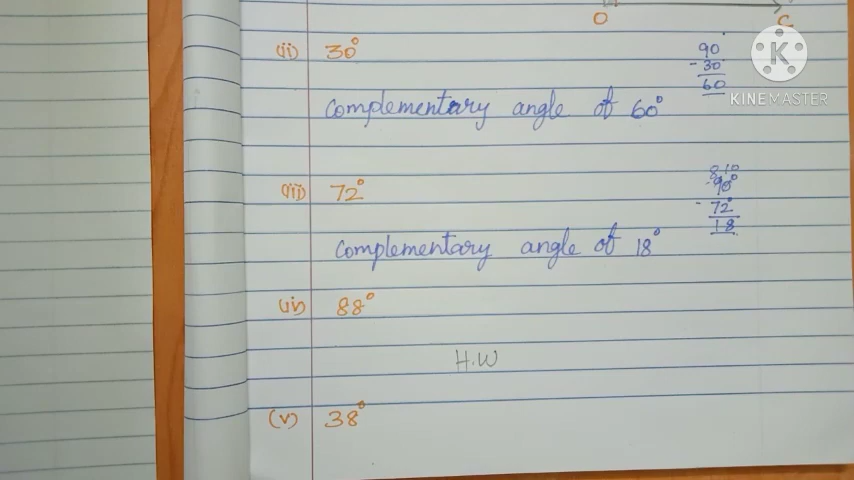 O C
(ii) 30° 90
- 30
60
Complementary angle of 60°
KINEMASTER
8 10
(iii) 72° - 90°
- 72°
18
Complementary angle of 18°
(iv) 88°
H.W
(v) 38°